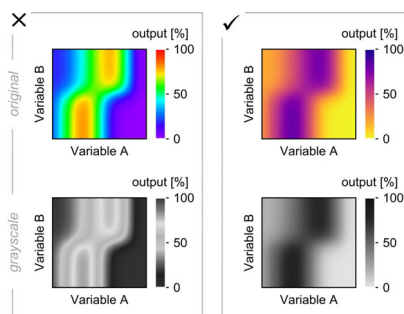 output [%]
100
50
0
Variable B
Variable A
original
output [%]
100
50
0
Variable B
Variable A
output [%]
100
50
0
Variable B
Variable A
grayscale
output [%]
100
50
0
Variable B
Variable A